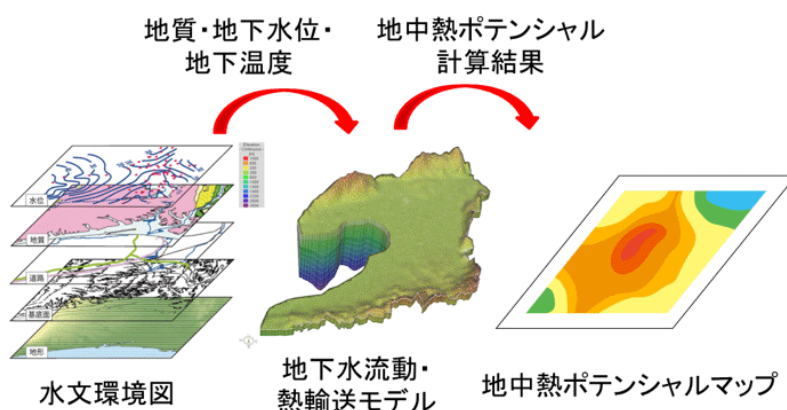 地質・地下水位・
地下温度
地中熱ポテンシャル
計算結果
水位
地質
道路
基底面
地形
水文環境図
地下水流動・
熱輸送モデル
地中熱ポテンシャルマップ